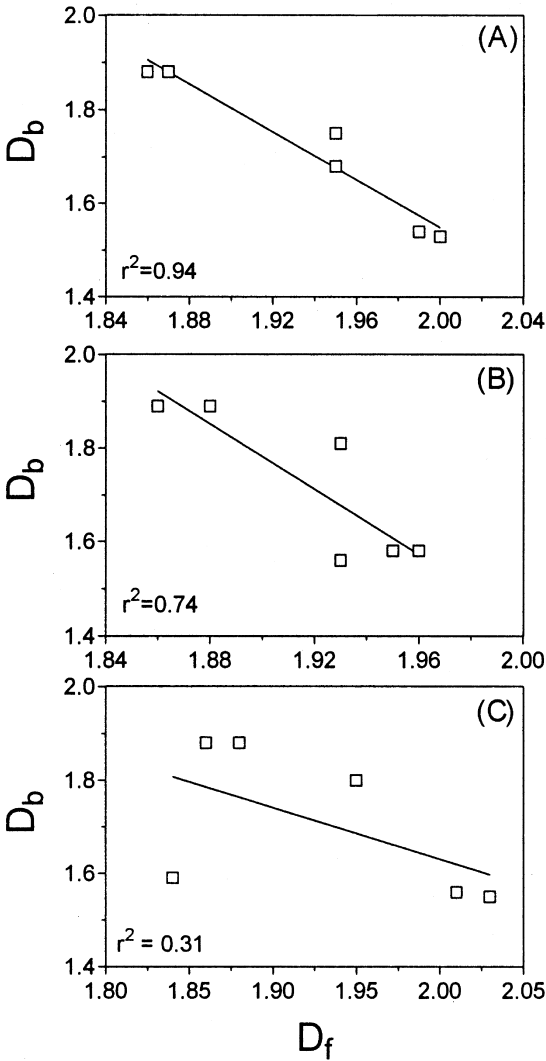 2.0
(A)
1.8
D_b
1.6
r²=0.94
1.4
1.84 1.88 1.92 1.96 2.00 2.04
2.0
(B)
1.8
D_b
1.6
r²=0.74
1.4
1.84 1.88 1.92 1.96 2.00
2.0
(C)
1.8
D_b
1.6
r² = 0.31
1.4
1.80 1.85 1.90 1.95 2.00 2.05
D_f